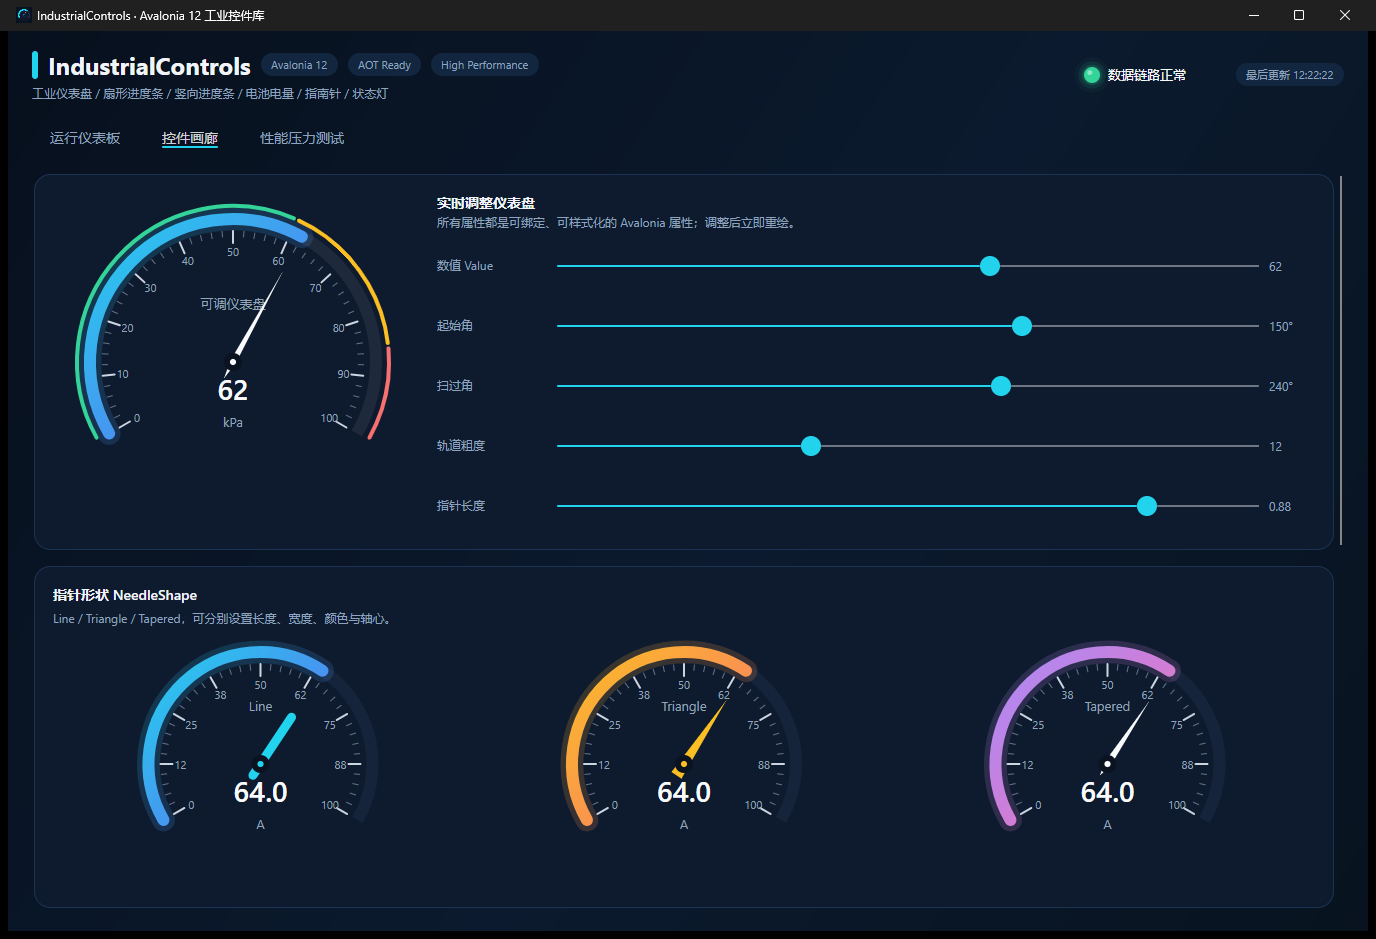 IndustrialControls · Avalonia 12 工业控件库
IndustrialControls Avalonia 12 AOT Ready High Performance
数据链路正常 最后更新 12:22:22
工业仪表盘 / 扇形进度条 / 竖向进度条 / 电池电量 / 指南针 / 状态灯
运行仪表板 控件画廊 性能压力测试
0 10 20 30 40 50 60 70 80 90 100
可调仪表盘
62
kPa
实时调整仪表盘
所有属性都是可绑定、可样式化的 Avalonia 属性；调整后立即重绘。
数值 Value 62
起始角 150°
扫过角 240°
轨道粗度 12
指针长度 0.88
指针形状 NeedleShape
Line / Triangle / Tapered，可分别设置长度、宽度、颜色与轴心。
0 12 25 38 50 62 75 88 100
Line
64.0
A
0 12 25 38 50 62 75 88 100
Triangle
64.0
A
0 12 25 38 50 62 75 88 100
Tapered
64.0
A